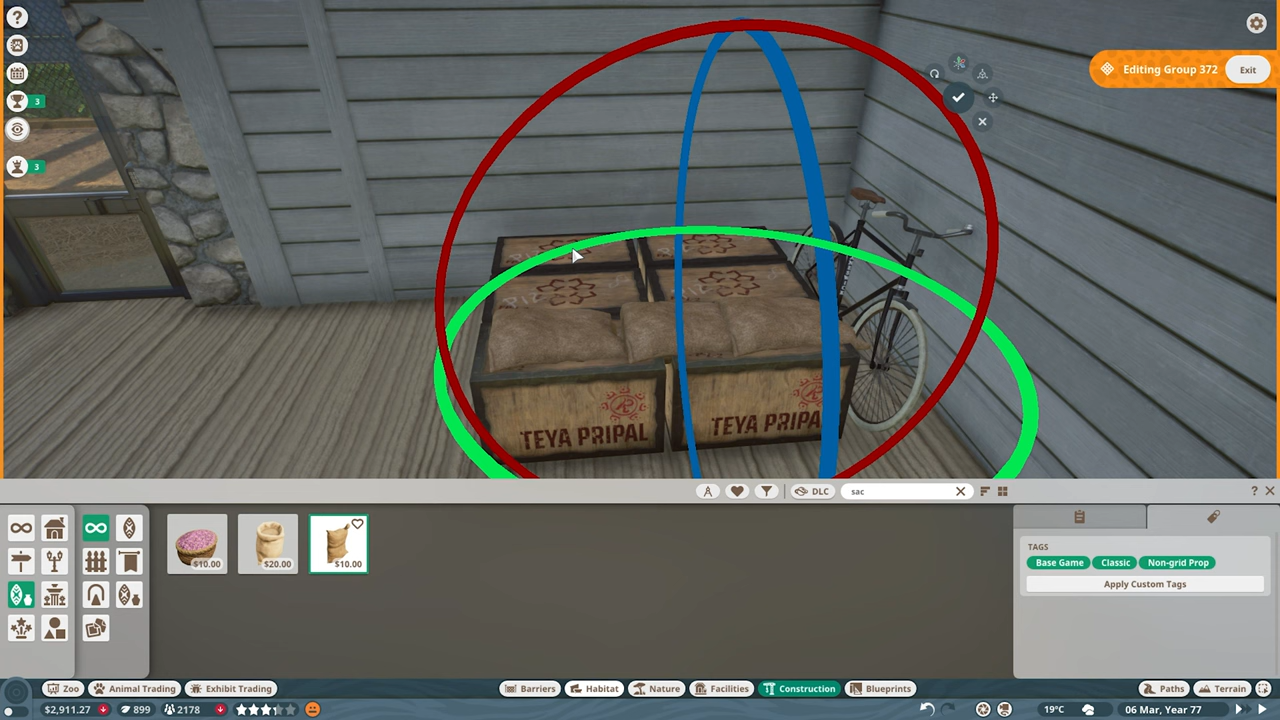 ?
3
3
Editing Group 372
Exit
TEYA PRIPAL
TEYA PRIPA
DLC
sac
?
$10.00
$20.00
$10.00
TAGS
Base Game
Classic
Non-grid Prop
Apply Custom Tags
Zoo
Animal Trading
Exhibit Trading
Barriers
Habitat
Nature
Facilities
Construction
Blueprints
Paths
Terrain
$2,911.27
899
2178
19°C
06 Mar, Year 77